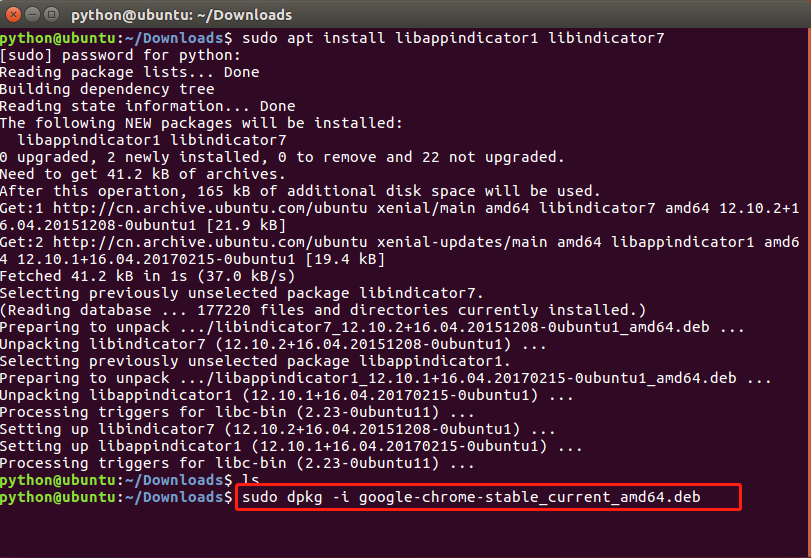 python@ubuntu: ~/Downloads
python@ubuntu:~/Downloads$ sudo apt install libappindicator1 libindicator7
[sudo] password for python:
Reading package lists... Done
Building dependency tree
Reading state information... Done
The following NEW packages will be installed:
  libappindicator1 libindicator7
0 upgraded, 2 newly installed, 0 to remove and 22 not upgraded.
Need to get 41.2 kB of archives.
After this operation, 165 kB of additional disk space will be used.
Get:1 http://cn.archive.ubuntu.com/ubuntu xenial/main amd64 libindicator7 amd64 12.10.2+1
6.04.20151208-0ubuntu1 [21.9 kB]
Get:2 http://cn.archive.ubuntu.com/ubuntu xenial-updates/main amd64 libappindicator1 amd6
4 12.10.1+16.04.20170215-0ubuntu1 [19.4 kB]
Fetched 41.2 kB in 1s (37.0 kB/s)
Selecting previously unselected package libindicator7.
(Reading database ... 177220 files and directories currently installed.)
Preparing to unpack .../libindicator7_12.10.2+16.04.20151208-0ubuntu1_amd64.deb ...
Unpacking libindicator7 (12.10.2+16.04.20151208-0ubuntu1) ...
Selecting previously unselected package libappindicator1.
Preparing to unpack .../libappindicator1_12.10.1+16.04.20170215-0ubuntu1_amd64.deb ...
Unpacking libappindicator1 (12.10.1+16.04.20170215-0ubuntu1) ...
Processing triggers for libc-bin (2.23-0ubuntu11) ...
Setting up libindicator7 (12.10.2+16.04.20151208-0ubuntu1) ...
Setting up libappindicator1 (12.10.1+16.04.20170215-0ubuntu1) ...
Processing triggers for libc-bin (2.23-0ubuntu11) ...
python@ubuntu:~/Downloads$ ls
python@ubuntu:~/Downloads$ sudo dpkg -i google-chrome-stable_current_amd64.deb